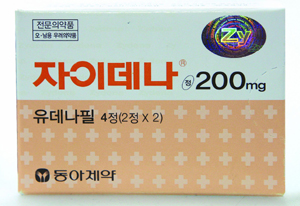 전문의약품
오·남용 우려의약품
Zy
자이데나® 정 200mg
유데나필 4정(2정 X 2)
동아제약